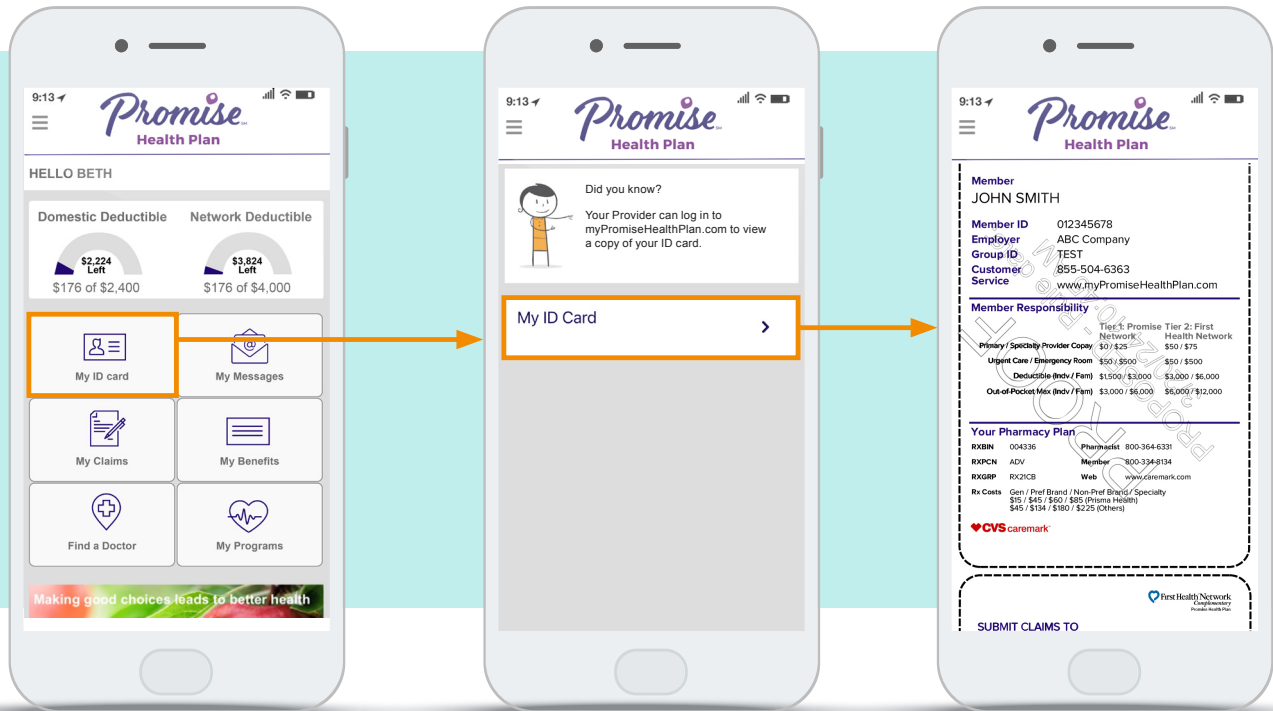 9:13
Promise
Health Plan
HELLO BETH
Domestic Deductible
$2,224
Left
$176 of $2,400
Network Deductible
$3,824
Left
$176 of $4,000
My ID card
My Messages
My Claims
My Benefits
Find a Doctor
My Programs
Making good choices leads to better health
9:13
Promise
Health Plan
Did you know?
Your Provider can log in to
myPromiseHealthPlan.com to view
a copy of your ID card.
My ID Card
9:13
Promise
Health Plan
Member
JOHN SMITH
Member ID 012345678
Employer ABC Company
Group ID TEST
Customer 855-504-6363
Service www.myPromiseHealthPlan.com
Member Responsibility
Tier 1: Promise Tier 2: First
Network Health Network
Primary / Specialty Provider Copay $0 / $25 $50 / $75
Urgent Care / Emergency Room $50 / $500 $50 / $500
Deductible (Indv / Fam) $1,500 / $3,000 $3,000 / $6,000
Out-of-Pocket Max (Indv / Fam) $3,000 / $6,000 $6,000 / $12,000
Your Pharmacy Plan
RXBIN 004336 Pharmacist 800-364-6331
RXPCN ADV Member 800-334-8134
RXGRP RX21CB Web www.caremark.com
Rx Costs Gen / Pref Brand / Non-Pref Brand / Specialty
$15 / $45 / $60 / $85 (Prisma Health)
$45 / $134 / $180 / $225 (Others)
CVS caremark
First Health Network
Complementary
Promise Health Plan
SUBMIT CLAIMS TO